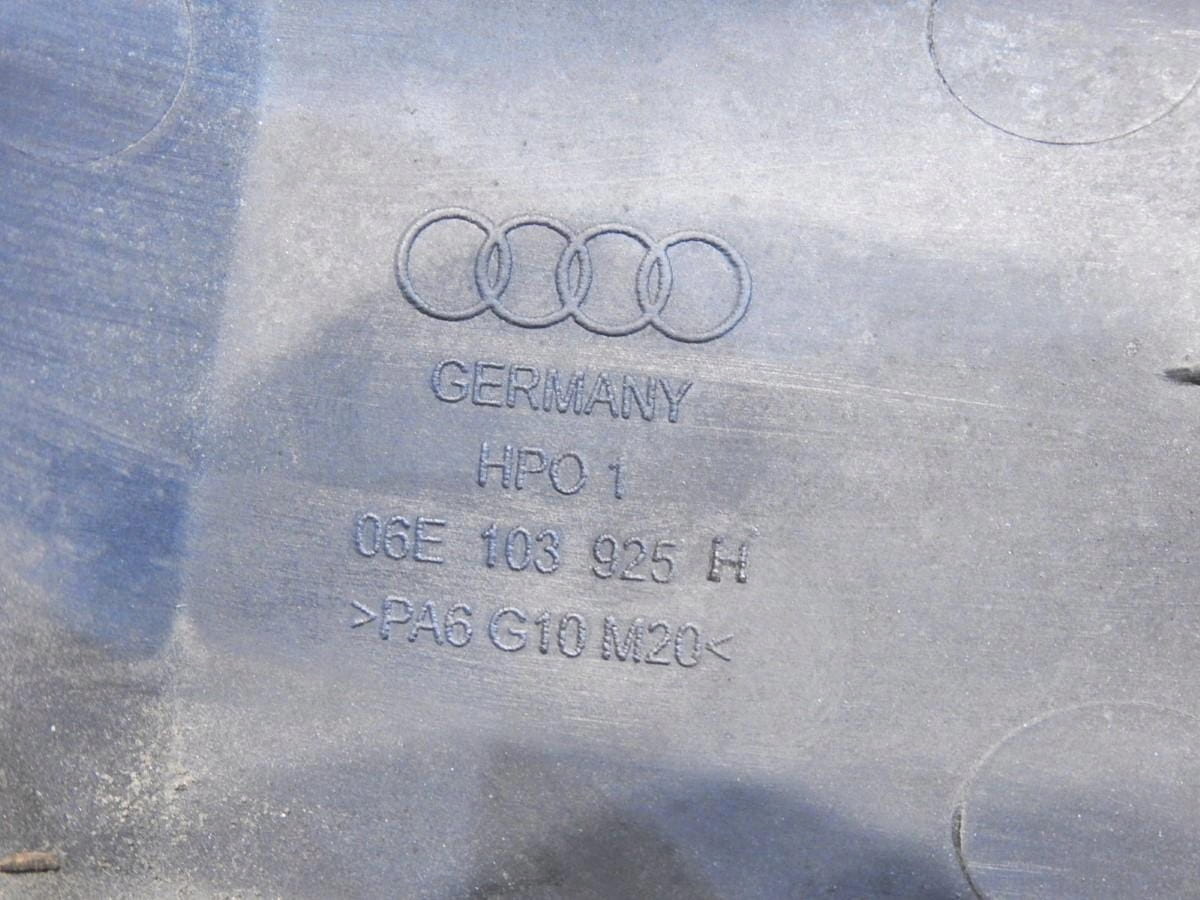 GERMANY
HPO 1
06E 103 925 H
>PA6 G10 M20<